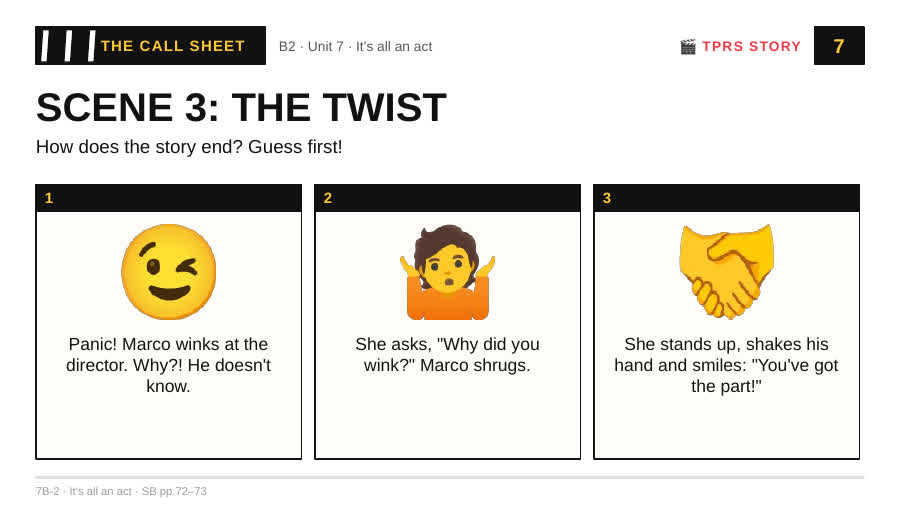 THE CALL SHEET
B2 · Unit 7 · It's all an act
TPRS STORY
7
SCENE 3: THE TWIST
How does the story end? Guess first!
1
Panic! Marco winks at the
director. Why?! He doesn't
know.
2
She asks, "Why did you
wink?" Marco shrugs.
3
She stands up, shakes his
hand and smiles: "You've got
the part!"
7B-2 · It's all an act · SB pp.72–73